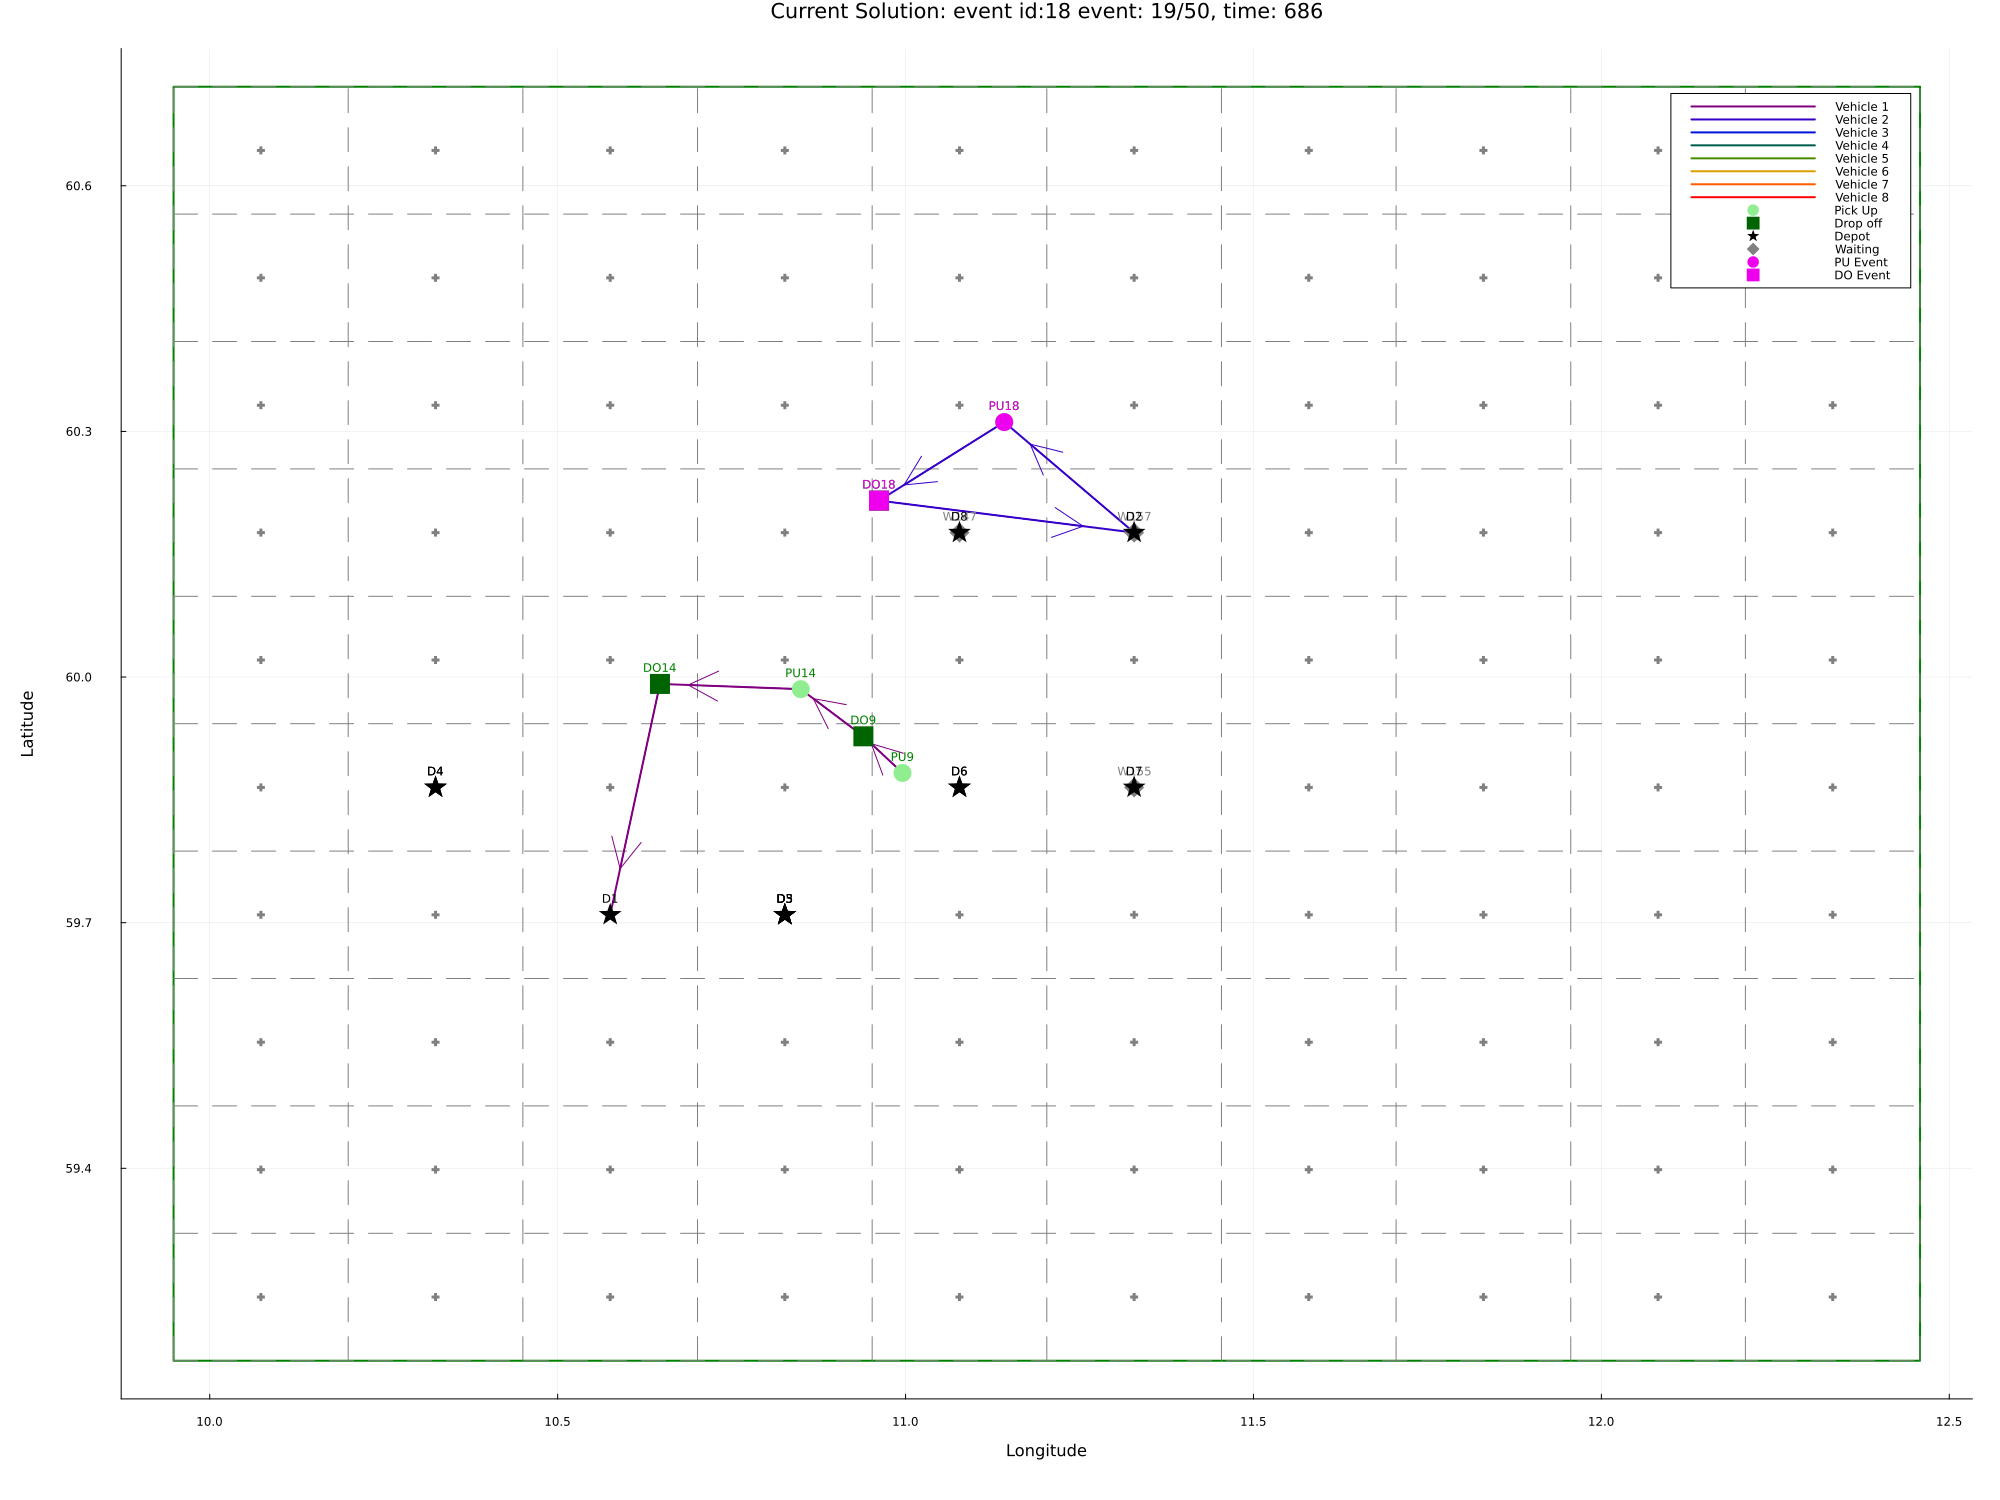 Current Solution: event id:18 event: 19/50, time: 686
Vehicle 1
Vehicle 2
Vehicle 3
Vehicle 4
Vehicle 5
Vehicle 6
Vehicle 7
Vehicle 8
Pick Up
Drop off
Depot
Waiting
PU Event
DO Event
60.6
60.3
60.0
59.7
59.4
Latitude
PU18
DO18
D8
D2
DO14
PU14
DO9
PU9
D4
D6
D7
D1
10.0
10.5
11.0
11.5
12.0
12.5
Longitude